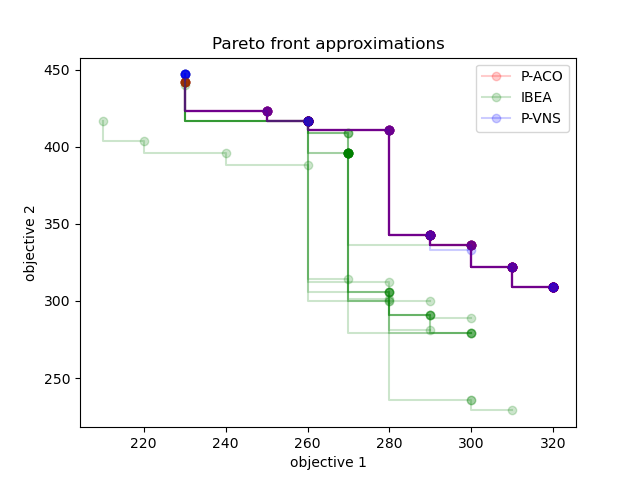 Pareto front approximations
P-ACO
IBEA
P-VNS
objective 2
450
400
350
300
250
220
240
260
280
300
320
objective 1